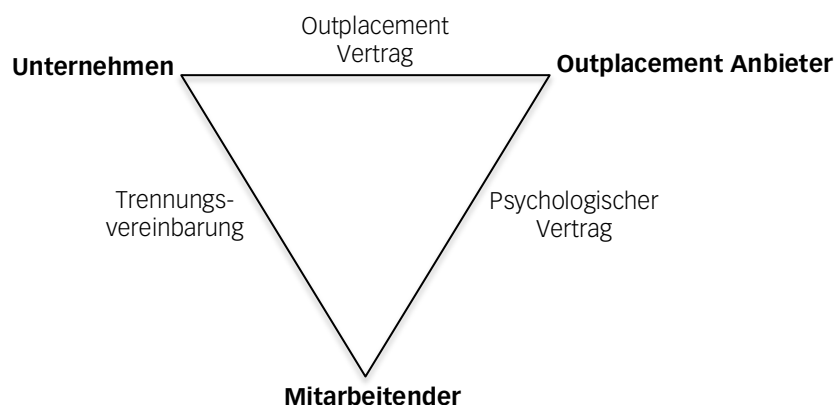 Outplacement
Vertrag
Unternehmen
Outplacement Anbieter
Trennungs-
vereinbarung
Psychologischer
Vertrag
Mitarbeitender